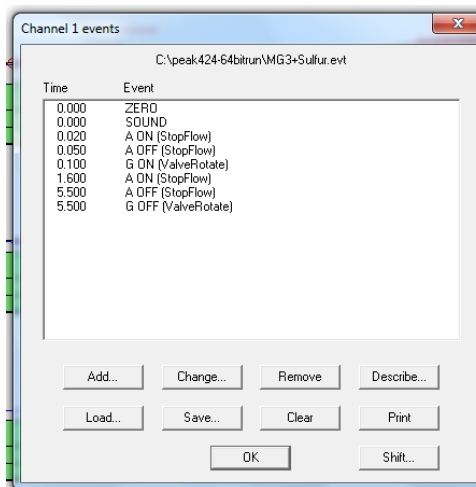 Channel 1 events
C:\peak424-64bitrun\MG3+Sulfur.evt
Time Event
0.000 ZERO
0.000 SOUND
0.020 A ON (StopFlow)
0.050 A OFF (StopFlow)
0.100 G ON (ValveRotate)
1.600 A ON (StopFlow)
5.500 A OFF (StopFlow)
5.500 G OFF (ValveRotate)
Add... Change... Remove Describe...
Load... Save... Clear Print
OK Shift...